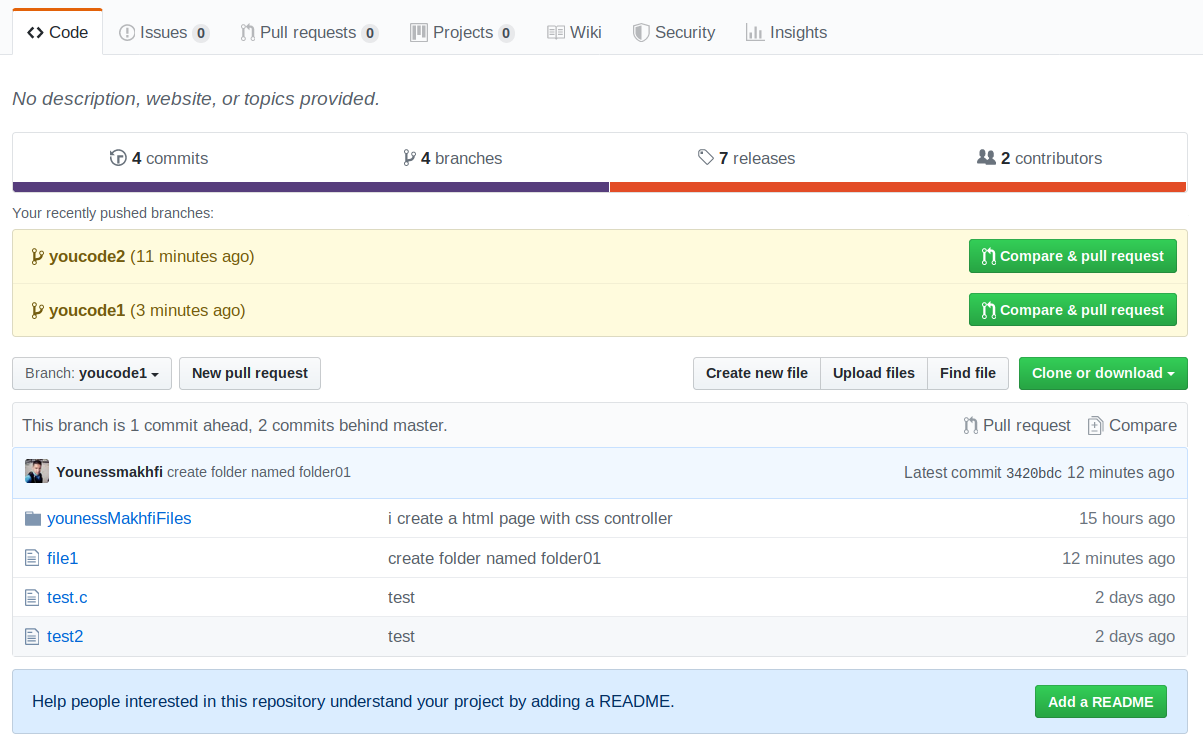 Code Issues 0 Pull requests 0 Projects 0 Wiki Security Insights
No description, website, or topics provided.
4 commits 4 branches 7 releases 2 contributors
Your recently pushed branches:
youcode2 (11 minutes ago) Compare & pull request
youcode1 (3 minutes ago) Compare & pull request
Branch: youcode1 New pull request Create new file Upload files Find file Clone or download
This branch is 1 commit ahead, 2 commits behind master. Pull request Compare
Younessmakhfi create folder named folder01 Latest commit 3420bdc 12 minutes ago
younessMakhfiFiles i create a html page with css controller 15 hours ago
file1 create folder named folder01 12 minutes ago
test.c test 2 days ago
test2 test 2 days ago
Help people interested in this repository understand your project by adding a README. Add a README